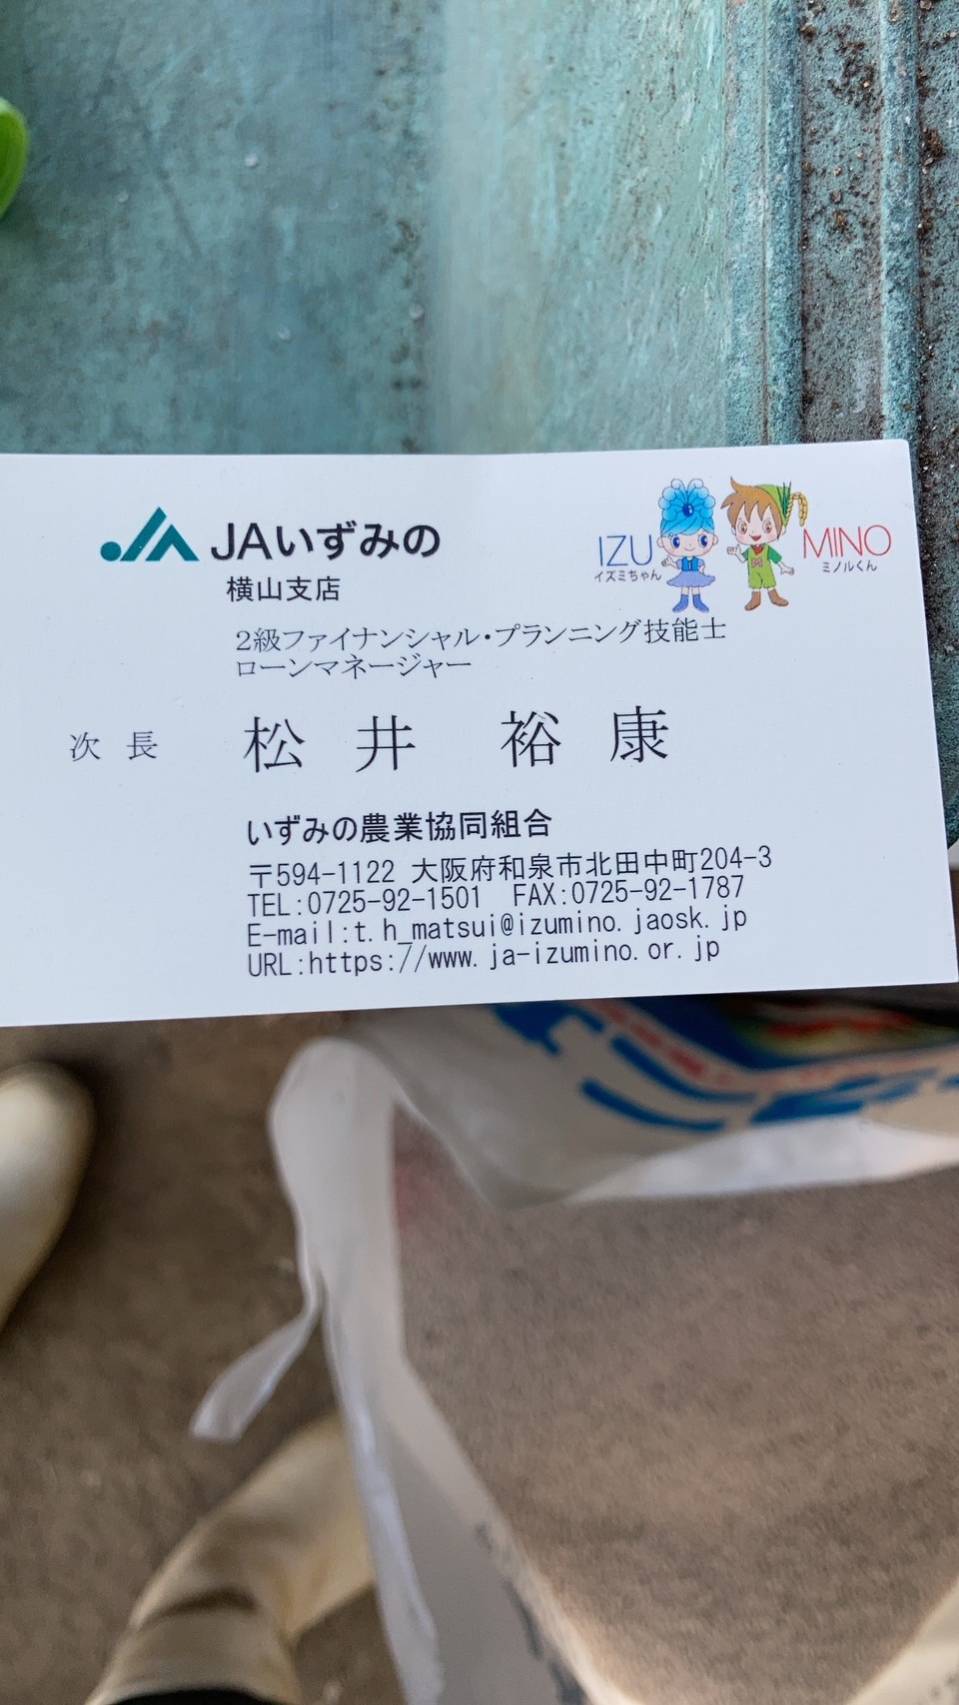 JAいずみの
横山支店
IZU
イズミちゃん
MINO
ミノルくん
2級ファイナンシャル・プランニング技能士
ローンマネージャー
次長 松井 裕康
いずみの農業協同組合
〒594-1122 大阪府和泉市北田中町204-3
TEL:0725-92-1501 FAX:0725-92-1787
E-mail:t.h_matsui@izumino.jaosk.jp
URL:https://www.ja-izumino.or.jp